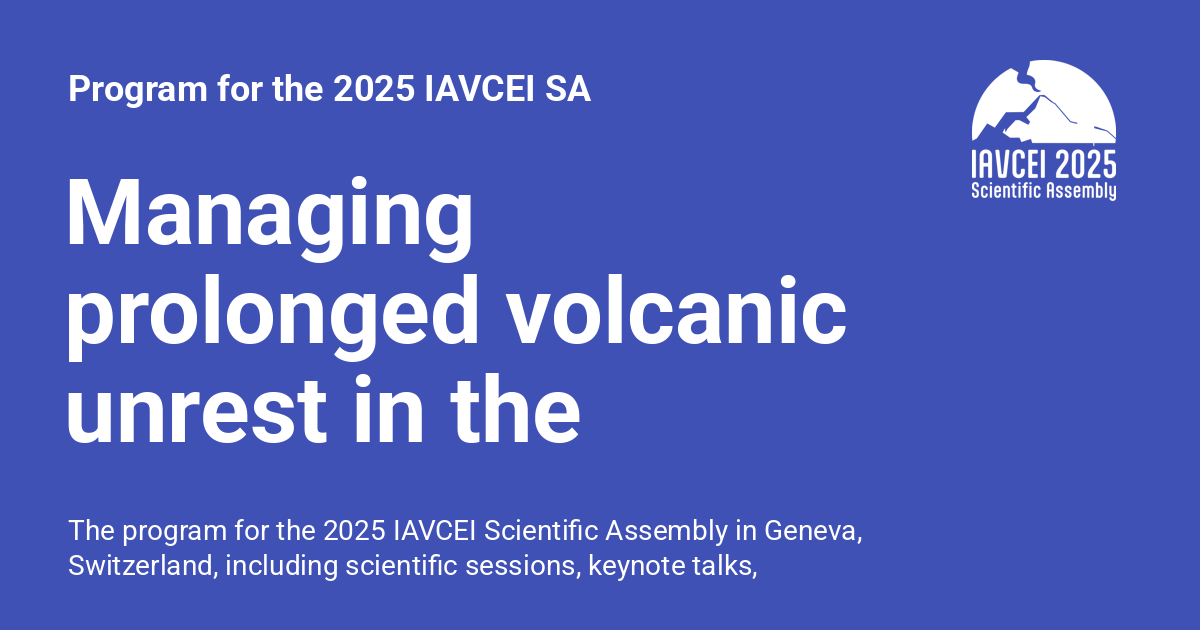 Program for the 2025 IAVCEI SA
IAVCEI 2025
Scientific Assembly
Managing
prolonged volcanic
unrest in the
The program for the 2025 IAVCEI Scientific Assembly in Geneva,
Switzerland, including scientific sessions, keynote talks,